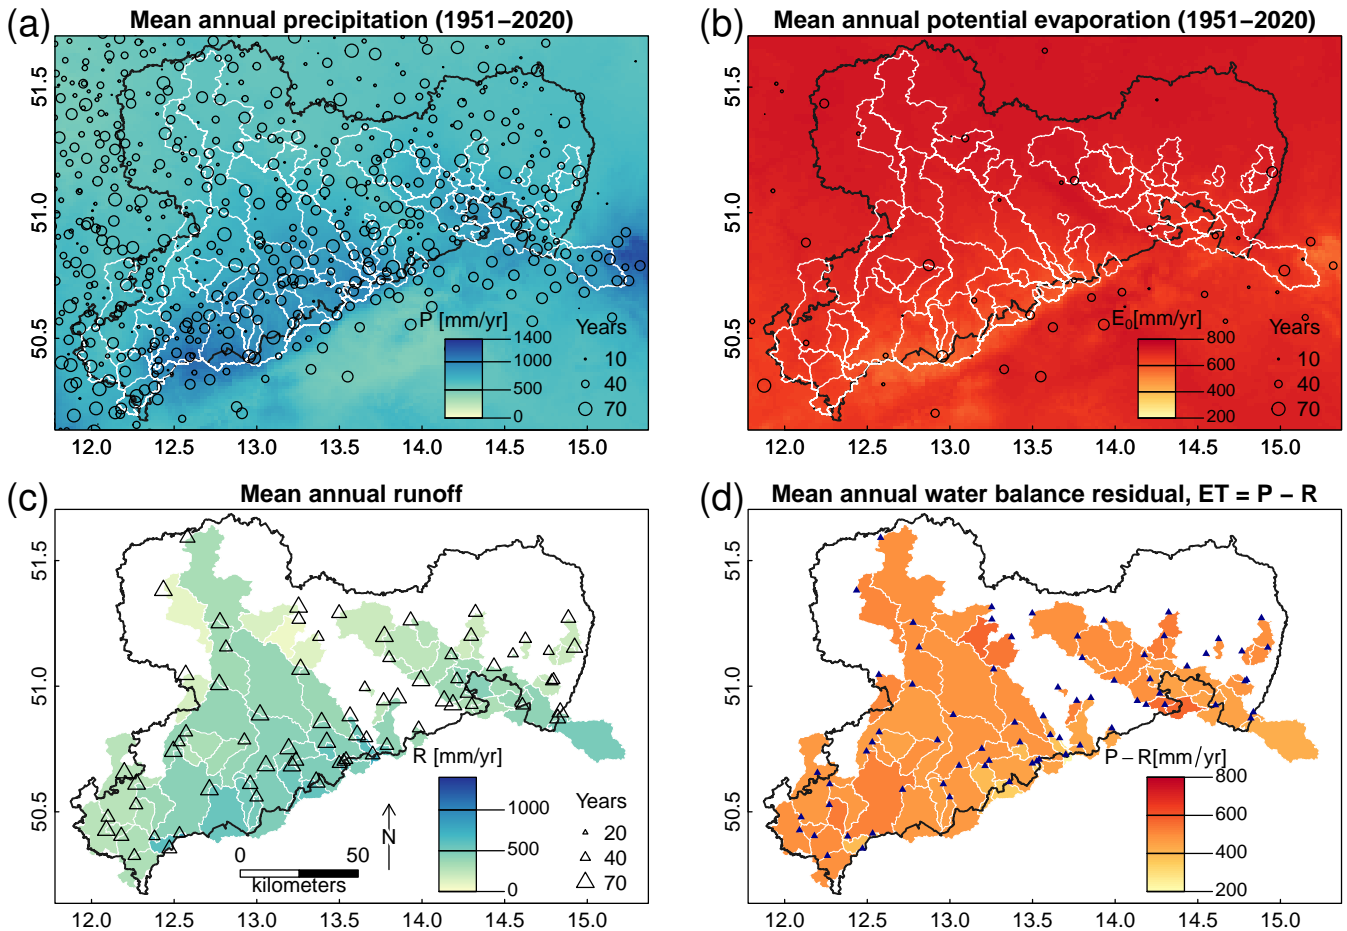 (a) Mean annual precipitation (1951−2020)
51.5
51.0
50.5
P [mm/yr]
1400
1000
500
0
Years
10
40
70
12.0 12.5 13.0 13.5 14.0 14.5 15.0
(b) Mean annual potential evaporation (1951−2020)
51.5
51.0
50.5
E0[mm/yr]
800
600
400
200
Years
10
40
70
12.0 12.5 13.0 13.5 14.0 14.5 15.0
(c) Mean annual runoff
51.5
51.0
50.5
R [mm/yr]
1000
500
0
Years
20
40
70
N
0 50
kilometers
12.0 12.5 13.0 13.5 14.0 14.5 15.0
(d) Mean annual water balance residual, ET = P − R
51.5
51.0
50.5
P − R[mm/yr]
800
600
400
200
12.0 12.5 13.0 13.5 14.0 14.5 15.0